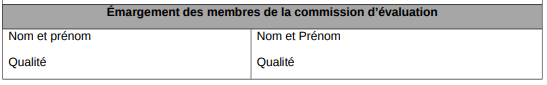 Émargement des membres de la commission d’évaluation
Nom et prénom
Nom et Prénom
Qualité
Qualité